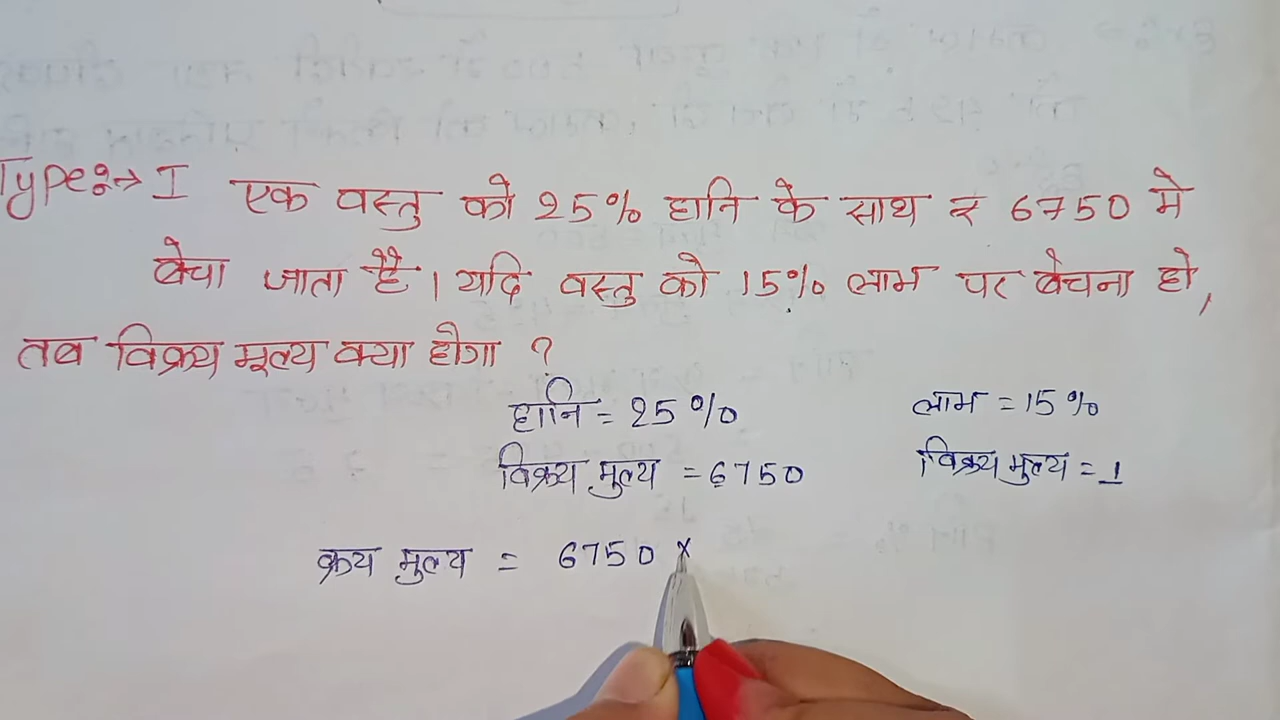 Type:→ I एक वस्तु को 25% हानि के साथ ₹ 6750 मे
बेचा जाता है। यदि वस्तु को 15% लाभ पर बेचना हो,
तब विक्रय मूल्य क्या होगा ?
हानि = 25% लाभ = 15%
विक्रय मुल्य = 6750 विक्रय मुल्य =
क्रय मुल्य = 6750 ×